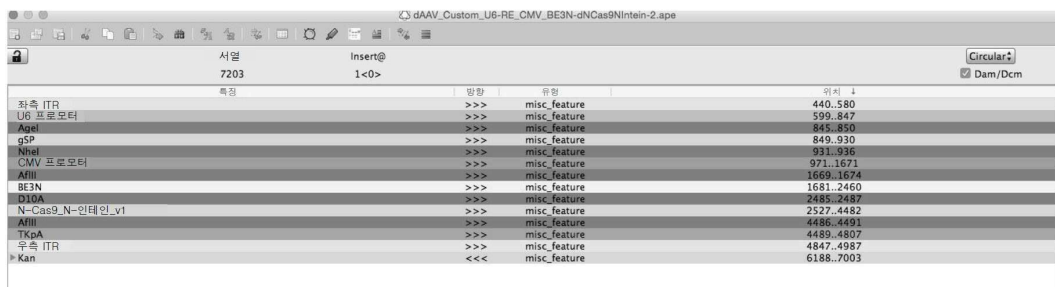 dAAV_Custom_U6-RE_CMV_BE3N-dNCas9NIntein-2.ape
서열 Insert@ Circular
7203 1<0> Dam/Dcm
특징 방향 유형 위치 ↓
좌측 ITR >>> misc_feature 440..580
U6 프로모터 >>> misc_feature 599..847
AgeI >>> misc_feature 845..850
gSP >>> misc_feature 849..930
NheI >>> misc_feature 931..936
CMV 프로모터 >>> misc_feature 971..1671
AflII >>> misc_feature 1669..1674
BE3N >>> misc_feature 1681..2460
D10A >>> misc_feature 2485..2487
N-Cas9_N-인테인_v1 >>> misc_feature 2527..4482
AflII >>> misc_feature 4486..4491
TKpA >>> misc_feature 4489..4807
우측 ITR >>> misc_feature 4847..4987
Kan <<< misc_feature 6188..7003